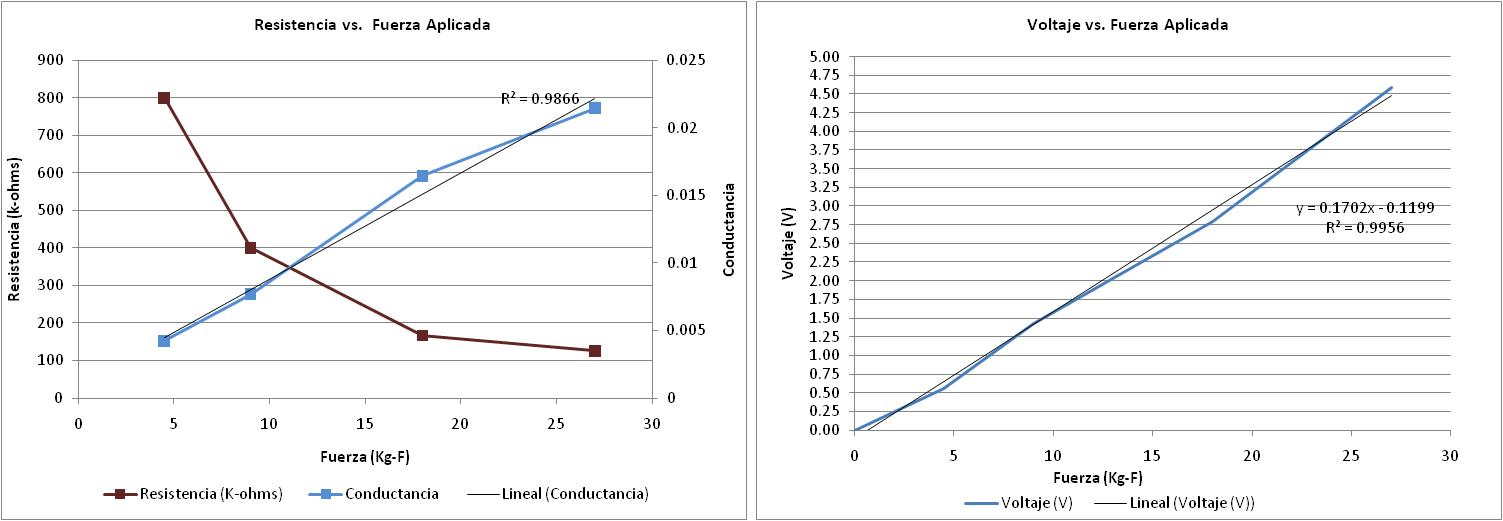 Resistencia vs. Fuerza Aplicada
900
800
700
600
500
400
300
200
100
0
0.025
0.02
0.015
0.01
0.005
0
R² = 0.9866
Resistencia (k-ohms)
Conductancia
0 5 10 15 20 25 30
Fuerza (Kg-F)
Resistencia (K-ohms) Conductancia Lineal (Conductancia)
Voltaje vs. Fuerza Aplicada
5.00
4.75
4.50
4.25
4.00
3.75
3.50
3.25
3.00
2.75
2.50
2.25
2.00
1.75
1.50
1.25
1.00
0.75
0.50
0.25
0.00
Voltaje (V)
y = 0.1702x - 0.1199
R² = 0.9956
0 5 10 15 20 25 30
Fuerza (Kg-F)
Voltaje (V) Lineal (Voltaje (V))